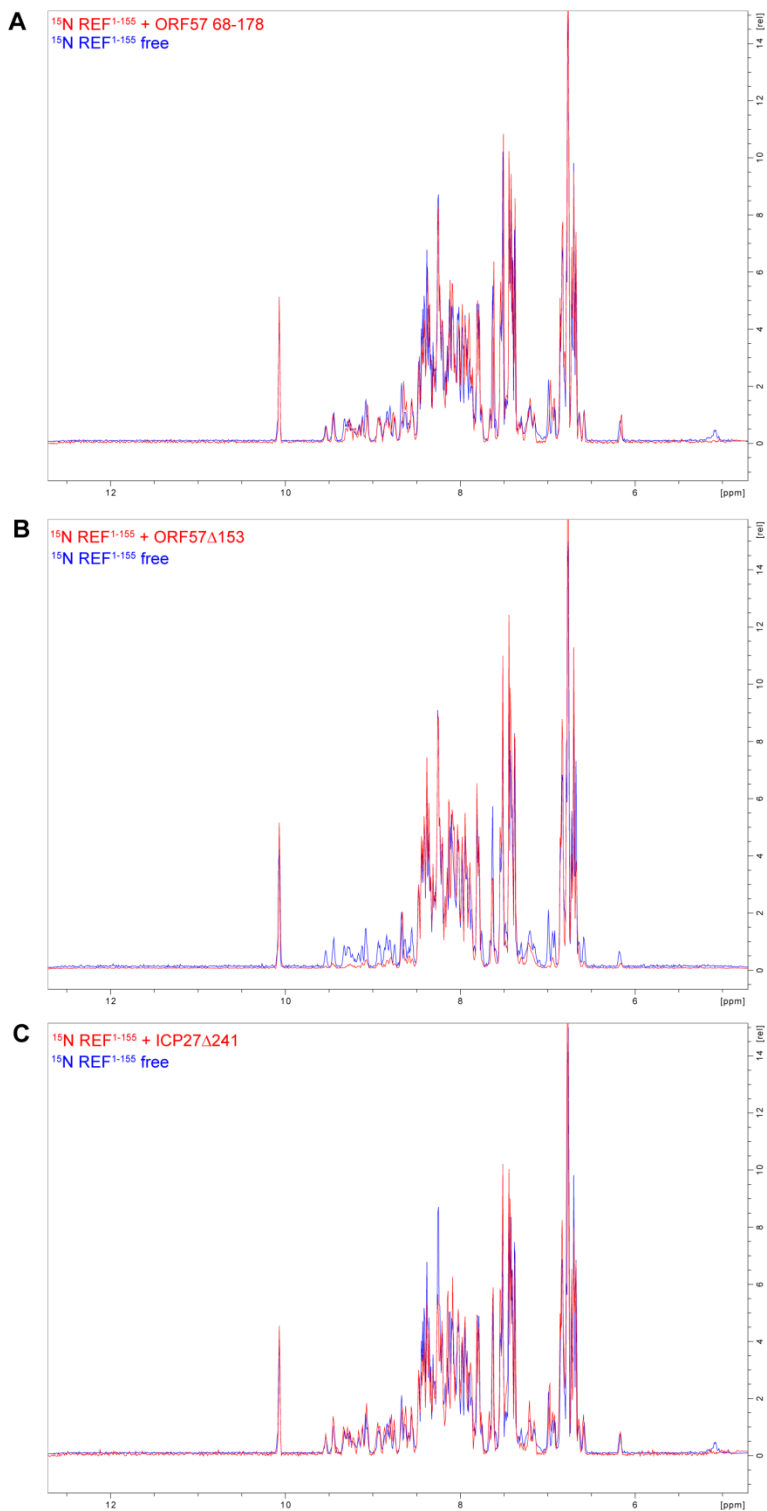 A
¹⁵N REF¹⁻¹⁵⁵ + ORF57 68-178
¹⁵N REF¹⁻¹⁵⁵ free
[rel]
14
12
10
8
6
4
2
0
12 10 8 6 [ppm]
B
¹⁵N REF¹⁻¹⁵⁵ + ORF57Δ153
¹⁵N REF¹⁻¹⁵⁵ free
[rel]
14
12
10
8
6
4
2
0
12 10 8 6 [ppm]
C
¹⁵N REF¹⁻¹⁵⁵ + ICP27Δ241
¹⁵N REF¹⁻¹⁵⁵ free
[rel]
14
12
10
8
6
4
2
0
12 10 8 6 [ppm]